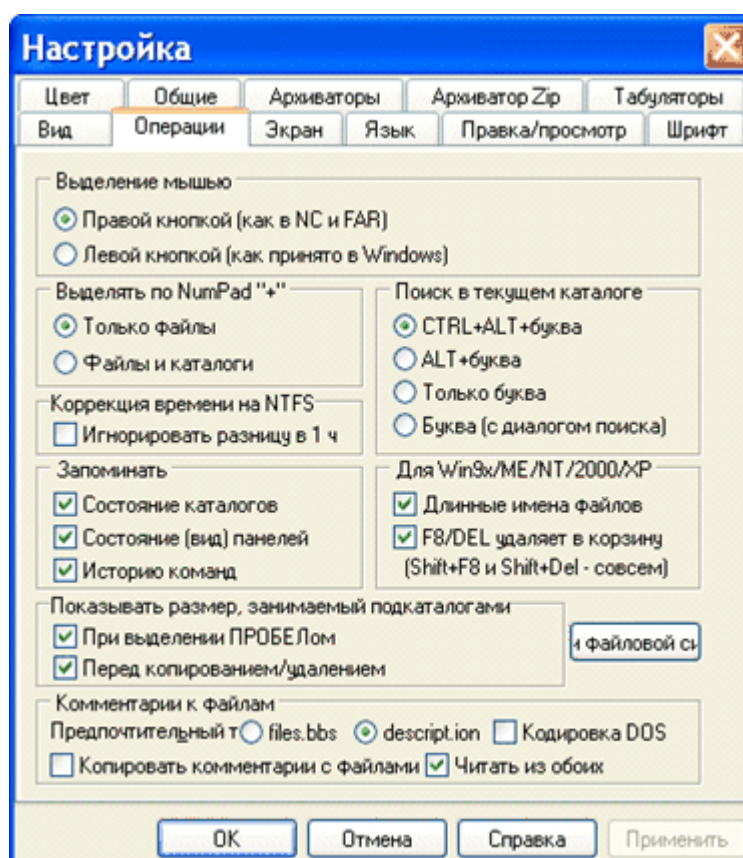 Настройка
Цвет Общие Архиваторы Архиватор Zip Табуляторы
Вид Операции Экран Язык Правка/просмотр Шрифт
Выделение мышью
Правой кнопкой (как в NC и FAR)
Левой кнопкой (как принято в Windows)
Выделять по NumPad "+"
Только файлы
Файлы и каталоги
Поиск в текущем каталоге
CTRL+ALT+буква
ALT+буква
Только буква
Буква (с диалогом поиска)
Коррекция времени на NTFS
Игнорировать разницу в 1 ч
Запоминать
Состояние каталогов
Состояние (вид) панелей
Историю команд
Для Win9x/ME/NT/2000/XP
Длинные имена файлов
F8/DEL удаляет в корзину
(Shift+F8 и Shift+Del - совсем)
Показывать размер, занимаемый подкаталогами
При выделении ПРОБЕЛом
Перед копированием/удалением
и файловой си
Комментарии к файлам
Предпочтительный т files.bbs descript.ion Кодировка DOS
Копировать комментарии с файлами Читать из обоих
OK Отмена Справка Применить